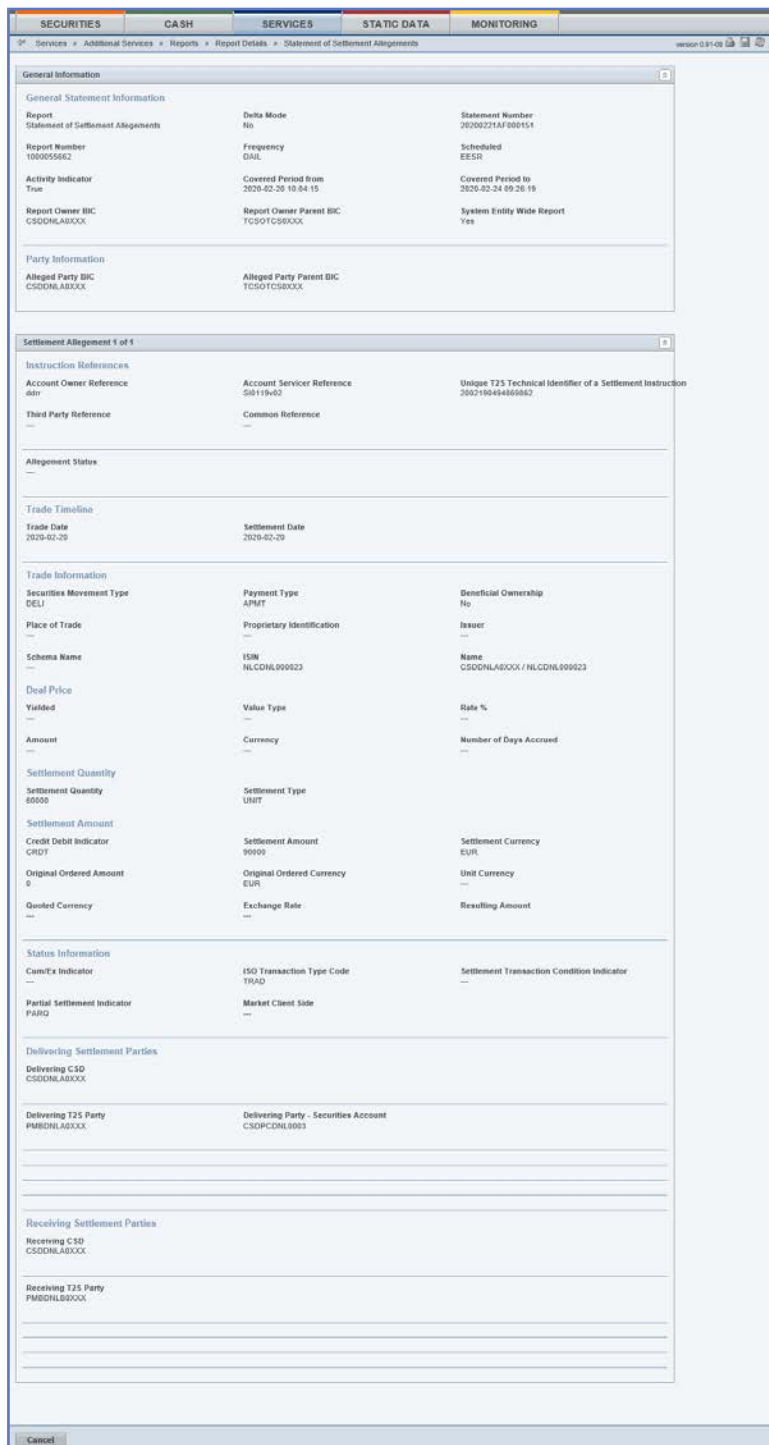 SECURITIES CASH SERVICES STATIC DATA MONITORING
Services » Additional Services » Reports » Report Details » Statement of Settlement Allegements version 0.91-09
General Information
General Statement Information
Report Delta Mode Statement Number
Statement of Settlement Allegements No 20200221AF000151
Report Number Frequency Scheduled
1000055662 DAIL EESR
Activity Indicator Covered Period from Covered Period to
True 2020-02-20 10:04:15 2020-02-24 09:26:19
Report Owner BIC Report Owner Parent BIC System Entity Wide Report
CSDDNLA0XXX TCSOTCS0XXX Yes
Party Information
Alleged Party BIC Alleged Party Parent BIC
CSDDNLA0XXX TCSOTCS0XXX
Settlement Allegement 1 of 1
Instruction References
Account Owner Reference Account Servicer Reference Unique T2S Technical Identifier of a Settlement Instruction
SI0119v02 2002190494869862
Third Party Reference Common Reference
--- ---
Allegement Status
---
Trade Timeline
Trade Date Settlement Date
2020-02-20 2020-02-20
Trade Information
Securities Movement Type Payment Type Beneficial Ownership
DELI APMT No
Place of Trade Proprietary Identification Issuer
--- --- ---
Schema Name ISIN Name
--- NLCDNL000023 CSDDNLA0XXX / NLCDNL000023
Deal Price
Yielded Value Type Rate %
--- --- ---
Amount Currency Number of Days Accrued
--- --- ---
Settlement Quantity
Settlement Quantity Settlement Type
60000 UNIT
Settlement Amount
Credit Debit Indicator Settlement Amount Settlement Currency
CRDT 90000 EUR
Original Ordered Amount Original Ordered Currency Unit Currency
0 EUR ---
Quoted Currency Exchange Rate Resulting Amount
--- ---
Status Information
Cum/Ex Indicator ISO Transaction Type Code Settlement Transaction Condition Indicator
--- TRAD ---
Partial Settlement Indicator Market Client Side
PARQ ---
Delivering Settlement Parties
Delivering CSD
CSDDNLA0XXX
Delivering T2S Party Delivering Party - Securities Account
PMBDNLA0XXX CSDPCDNL0003
Receiving Settlement Parties
Receiving CSD
CSDDNLA0XXX
Receiving T2S Party
PMBDNLB0XXX
Cancel